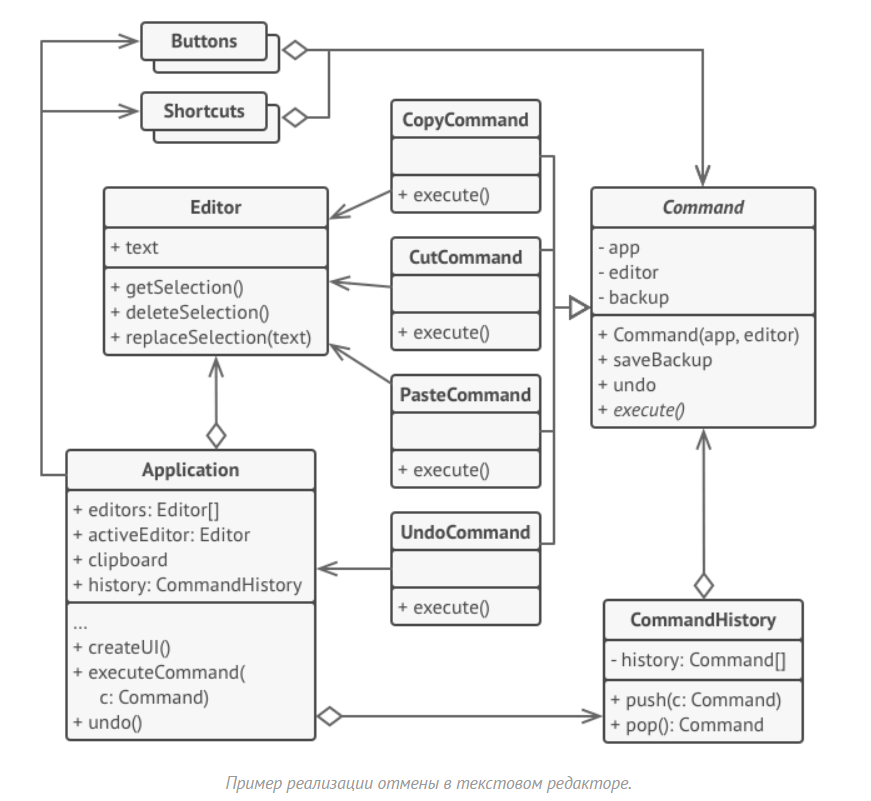 Buttons
Shortcuts
CopyCommand
+ execute()
Editor
+ text
+ getSelection()
+ deleteSelection()
+ replaceSelection(text)
CutCommand
+ execute()
Command
- app
- editor
- backup
+ Command(app, editor)
+ saveBackup
+ undo
+ execute()
PasteCommand
+ execute()
Application
+ editors: Editor[]
+ activeEditor: Editor
+ clipboard
+ history: CommandHistory
...
+ createUI()
+ executeCommand(
c: Command)
+ undo()
UndoCommand
+ execute()
CommandHistory
- history: Command[]
+ push(c: Command)
+ pop(): Command
Пример реализации отмены в текстовом редакторе.